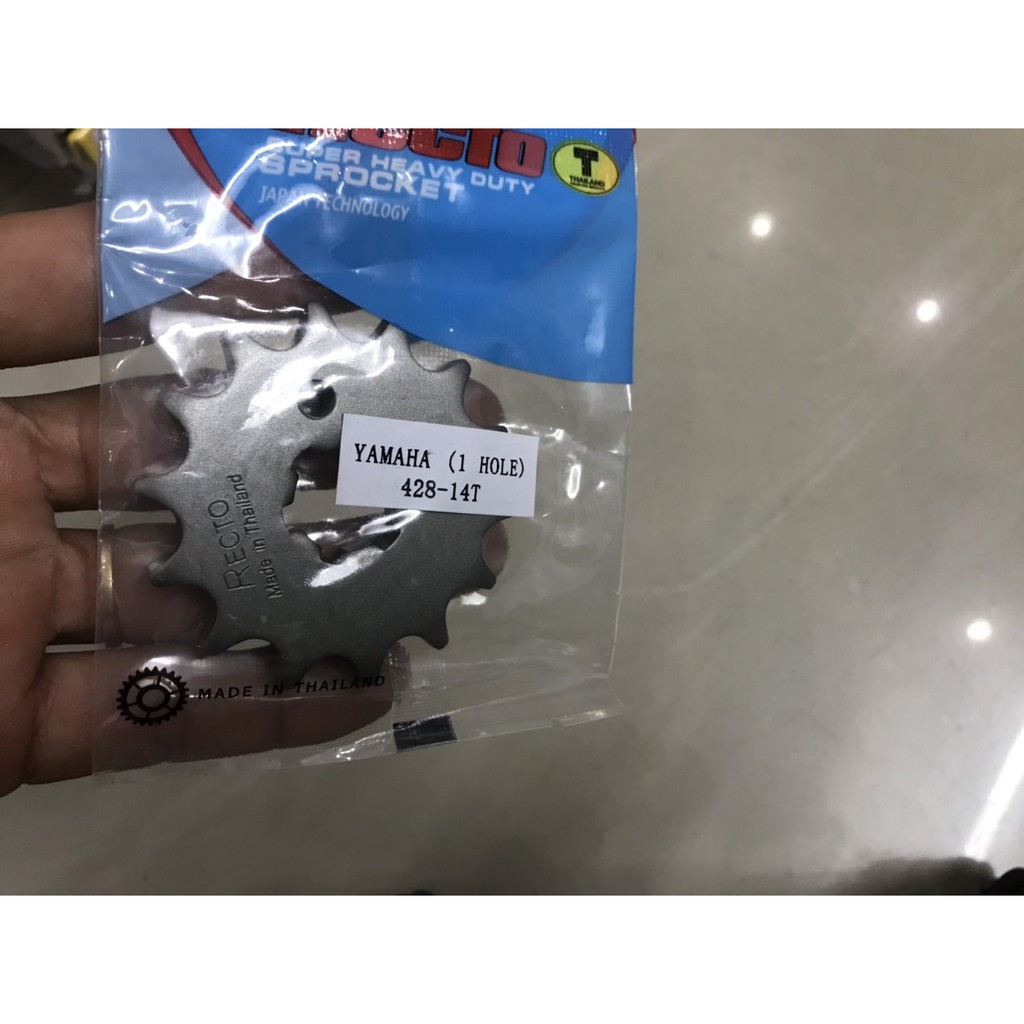 SUPER HEAVY DUTY
SPROCKET
JAPAN TECHNOLOGY
T
THAILAND
YAMAHA (1 HOLE)
428-14T
RECTO
Made in Thailand
MADE IN THAILAND